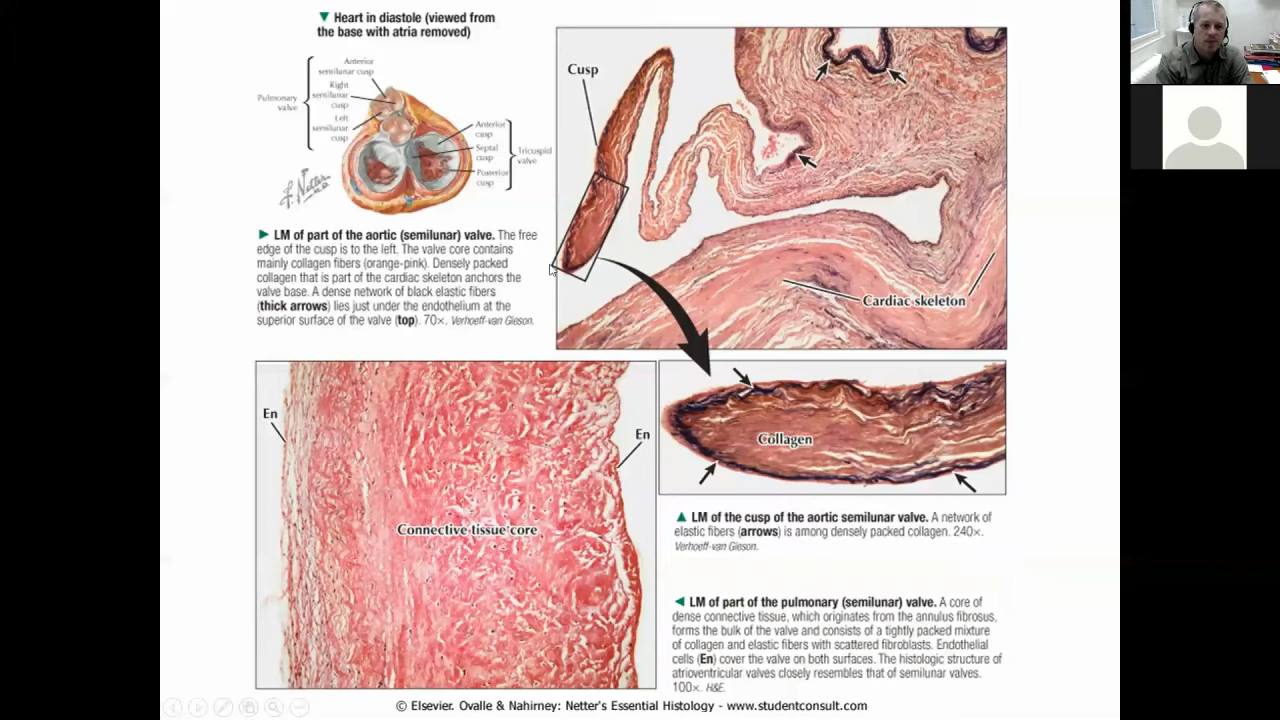 ▼ Heart in diastole (viewed from
the base with atria removed)
Anterior
semilunar cusp
Right
semilunar
cusp
Pulmonary
valve
Left
semilunar
cusp
Anterior
cusp
Septal
cusp
Tricuspid
valve
Posterior
cusp
F. Netter
M.D.
► LM of part of the aortic (semilunar) valve. The free
edge of the cusp is to the left. The valve core contains
mainly collagen fibers (orange-pink). Densely packed
collagen that is part of the cardiac skeleton anchors the
valve base. A dense network of black elastic fibers
(thick arrows) lies just under the endothelium at the
superior surface of the valve (top). 70×. Verhoeff-van Gieson.
Cusp
Cardiac skeleton
En
En
Connective tissue core
Collagen
▲ LM of the cusp of the aortic semilunar valve. A network of
elastic fibers (arrows) is among densely packed collagen. 240×.
Verhoeff-van Gieson.
◄ LM of part of the pulmonary (semilunar) valve. A core of
dense connective tissue, which originates from the annulus fibrosus,
forms the bulk of the valve and consists of a tightly packed mixture
of collagen and elastic fibers with scattered fibroblasts. Endothelial
cells (En) cover the valve on both surfaces. The histologic structure of
atrioventricular valves closely resembles that of semilunar valves.
100×. H&E.
© Elsevier. Ovalle & Nahirney: Netter's Essential Histology - www.studentconsult.com